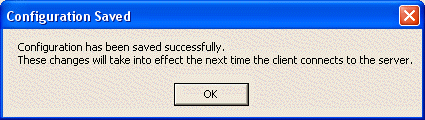 Configuration Saved
Configuration has been saved successfully.
These changes will take into effect the next time the client connects to the server.
OK